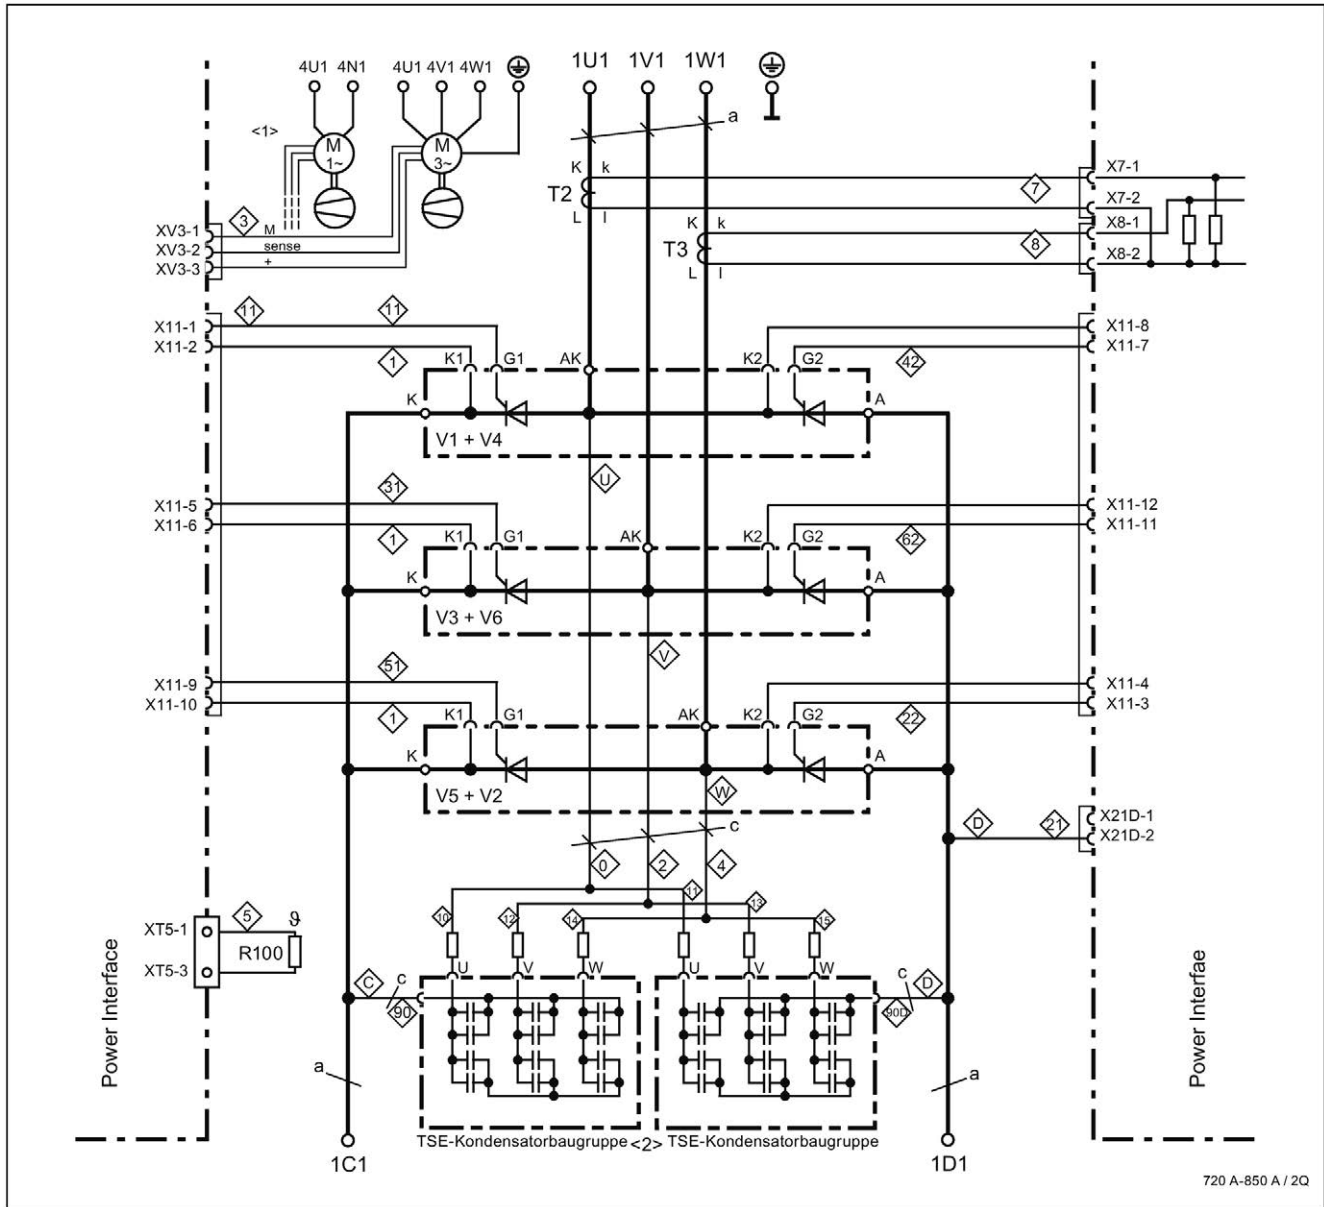 4U1 4N1 4U1 4V1 4W1
1U1 1V1 1W1
<1>
M
1~
M
3~
a
K k
T2
L l
K k
T3
L l
7
8
X7-1
X7-2
X8-1
X8-2
3
XV3-1 M
XV3-2 sense
XV3-3 +
11 11
X11-1
X11-2
1
K1 G1 AK K2 G2
K A
V1 + V4
X11-8
X11-7
42
U
31
X11-5
X11-6
1
K1 G1 AK K2 G2
K A
V3 + V6
X11-12
X11-11
62
V
51
X11-9
X11-10
1
K1 G1 AK K2 G2
K A
V5 + V2
X11-4
X11-3
22
W
c
0 2 4
D 21
X21D-1
X21D-2
10 12 14 11 13 15
XT5-1
XT5-3
5
ϑ
R100
U V W U V W
C c
90
c D
90D
a
a
Power Interface
Power Interfae
TSE-Kondensatorbaugruppe <2> TSE-Kondensatorbaugruppe
1C1
1D1
720 A-850 A / 2Q